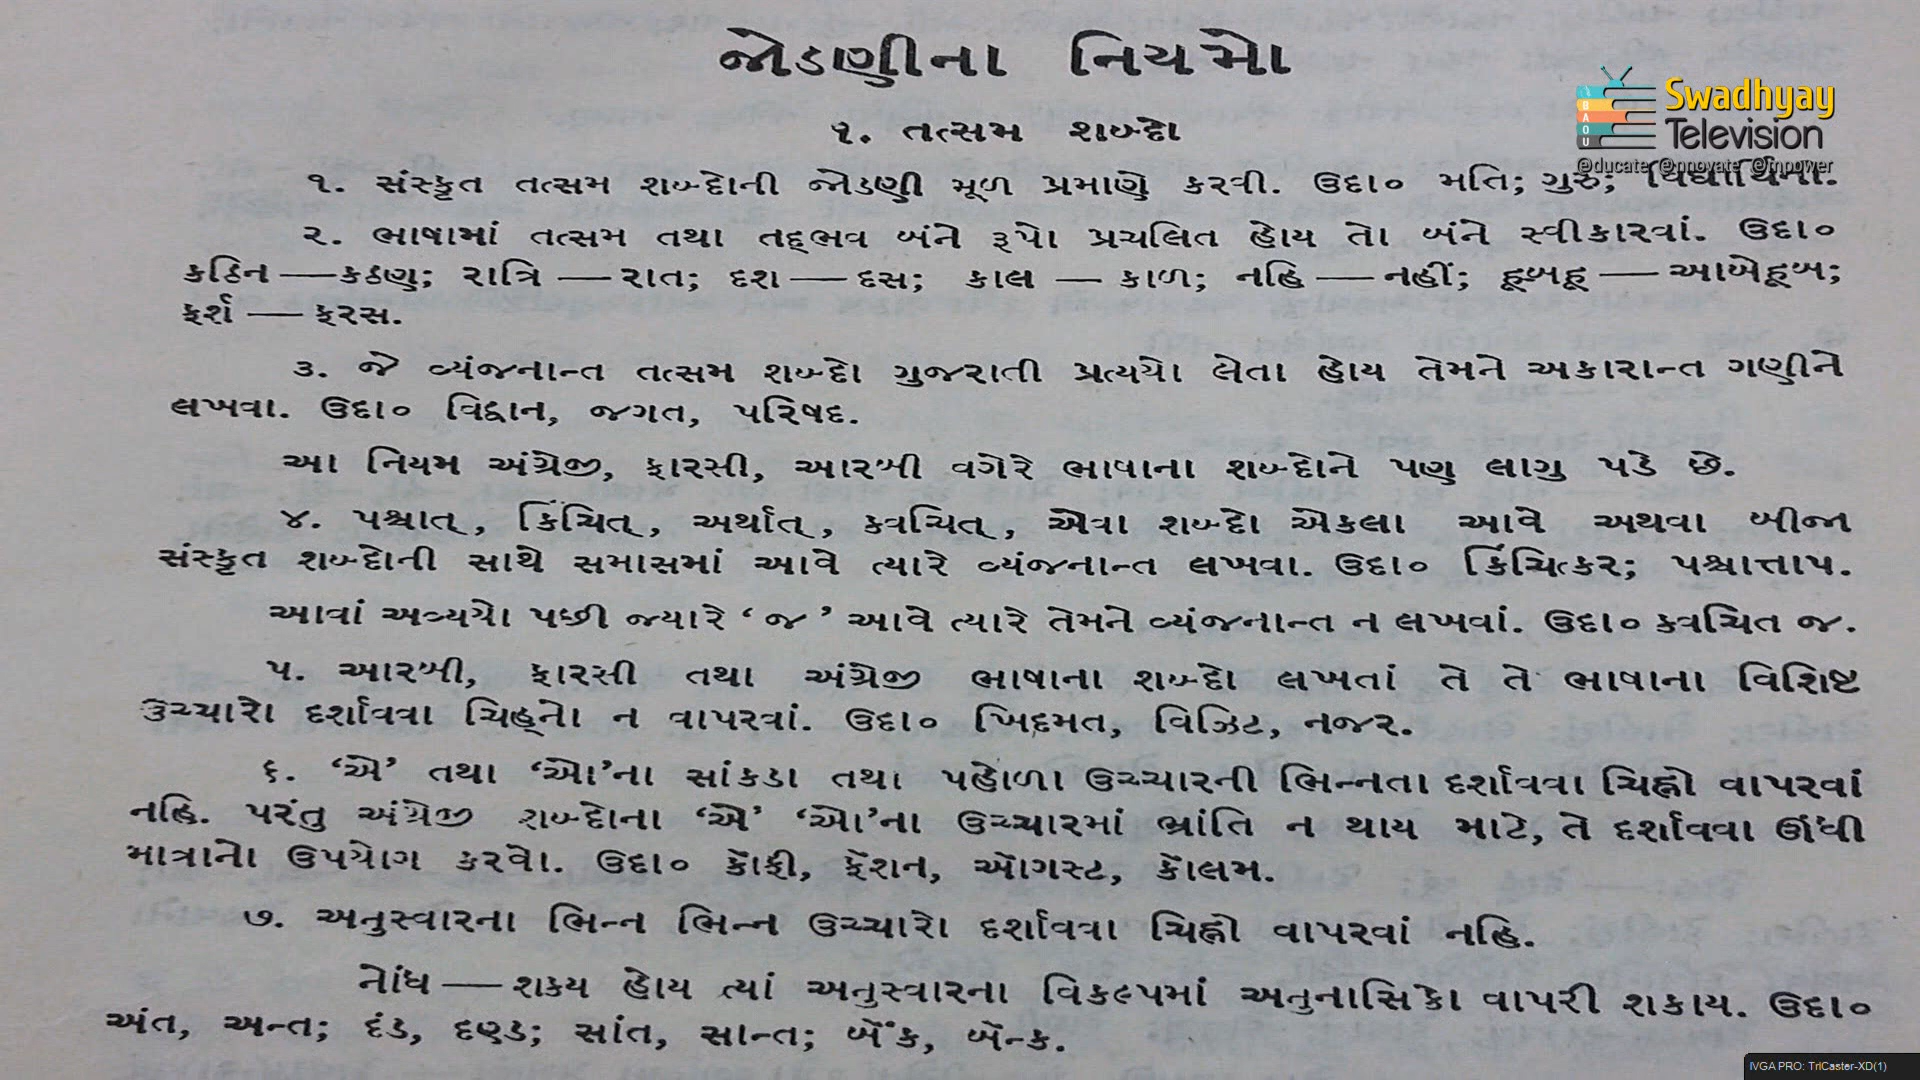 જોડણીના નિયમો
Swadhyay
Television
૧. તત્સમ શબ્દો
@ducate @nnovate @mpower
BAOU
૧. સંસ્કૃત તત્સમ શબ્દોની જોડણી મૂળ પ્રમાણે કરવી. ઉદા૦ મતિ; ગુરુ; વિદ્યાર્થિની.
૨. ભાષામાં તત્સમ તથા તદ્ભવ બંને રૂપો પ્રચલિત હોય તો બંને સ્વીકારવાં. ઉદા૦
કઠિન — કઠણ; રાત્રિ — રાત; દશ — દસ; કાલ — કાળ; નહિ — નહીં; હૂબહૂ — આબેહૂબ;
ફર્શ — ફરસ.
૩. જે વ્યંજનાન્ત તત્સમ શબ્દો ગુજરાતી પ્રત્યયો લેતા હોય તેમને અકારાન્ત ગણીને
લખવા. ઉદા૦ વિદ્વાન, જગત, પરિષદ.
આ નિયમ અંગ્રેજી, ફારસી, આરબી વગેરે ભાષાના શબ્દોને પણ લાગુ પડે છે.
૪. પશ્ચાત્, કિંચિત્, અર્થાત્, ક્વચિત્, એવા શબ્દો એકલા આવે અથવા બીજા
સંસ્કૃત શબ્દોની સાથે સમાસમાં આવે ત્યારે વ્યંજનાન્ત લખવા. ઉદા૦ કિંચિત્કર; પશ્ચાત્તાપ.
આવાં અવ્યયો પછી જ્યારે ‘જ’ આવે ત્યારે તેમને વ્યંજનાન્ત ન લખવાં. ઉદા૦ ક્વચિત જ.
૫. આરબી, ફારસી તથા અંગ્રેજી ભાષાના શબ્દો લખતાં તે તે ભાષાના વિશિષ્ટ
ઉચ્ચારો દર્શાવવા ચિહ્નો ન વાપરવાં. ઉદા૦ ખિદમત, વિઝિટ, નજર.
૬. ‘એ’ તથા ‘ઓ’ના સાંકડા તથા પહોળા ઉચ્ચારની ભિન્નતા દર્શાવવા ચિહ્નો વાપરવાં
નહિ. પરંતુ અંગ્રેજી શબ્દોના ‘એ’ ‘ઓ’ના ઉચ્ચારમાં ભ્રાંતિ ન થાય માટે, તે દર્શાવવા ઊંધી
માત્રાનો ઉપયોગ કરવો. ઉદા૦ કૉફી, ફૅશન, ઑગસ્ટ, કૉલમ.
૭. અનુસ્વારના ભિન્ન ભિન્ન ઉચ્ચારો દર્શાવવા ચિહ્નો વાપરવાં નહિ.
નોંધ — શક્ય હોય ત્યાં અનુસ્વારના વિકલ્પમાં અનુનાસિકો વાપરી શકાય. ઉદા૦
અંત, અન્ત; દંડ, દણ્ડ; સાંત, સાન્ત; બૅંક, બૅન્ક.
IVGA PRO: TriCaster-XD(1)